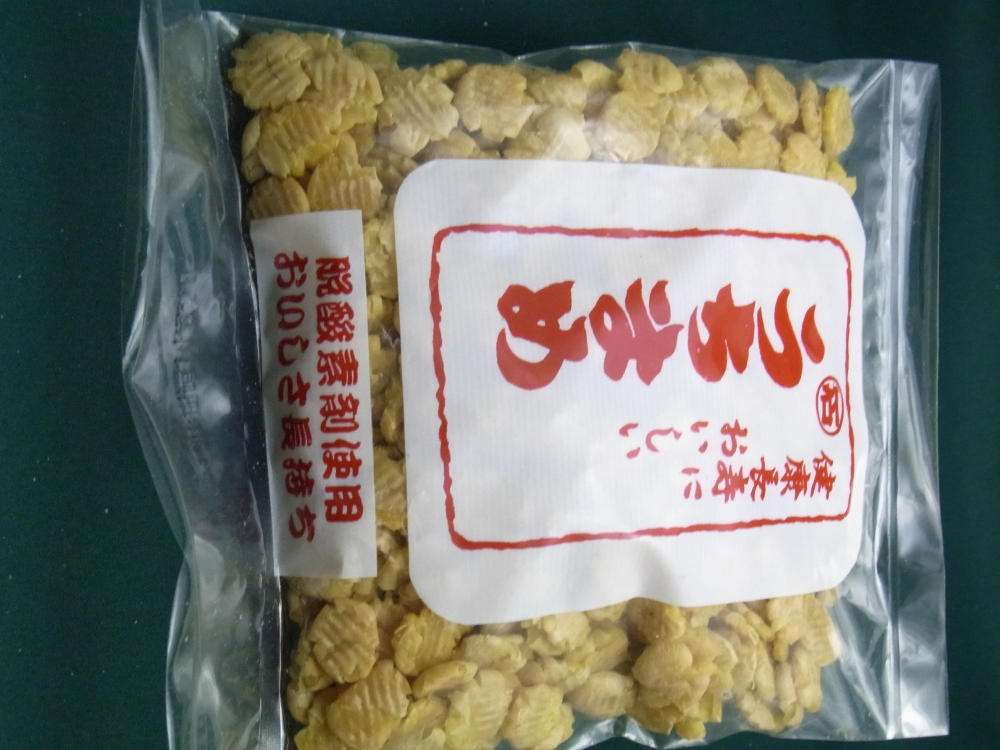 健康長寿に
おいしい
うちまめ
脱酸素剤使用
おいしさ長持ち